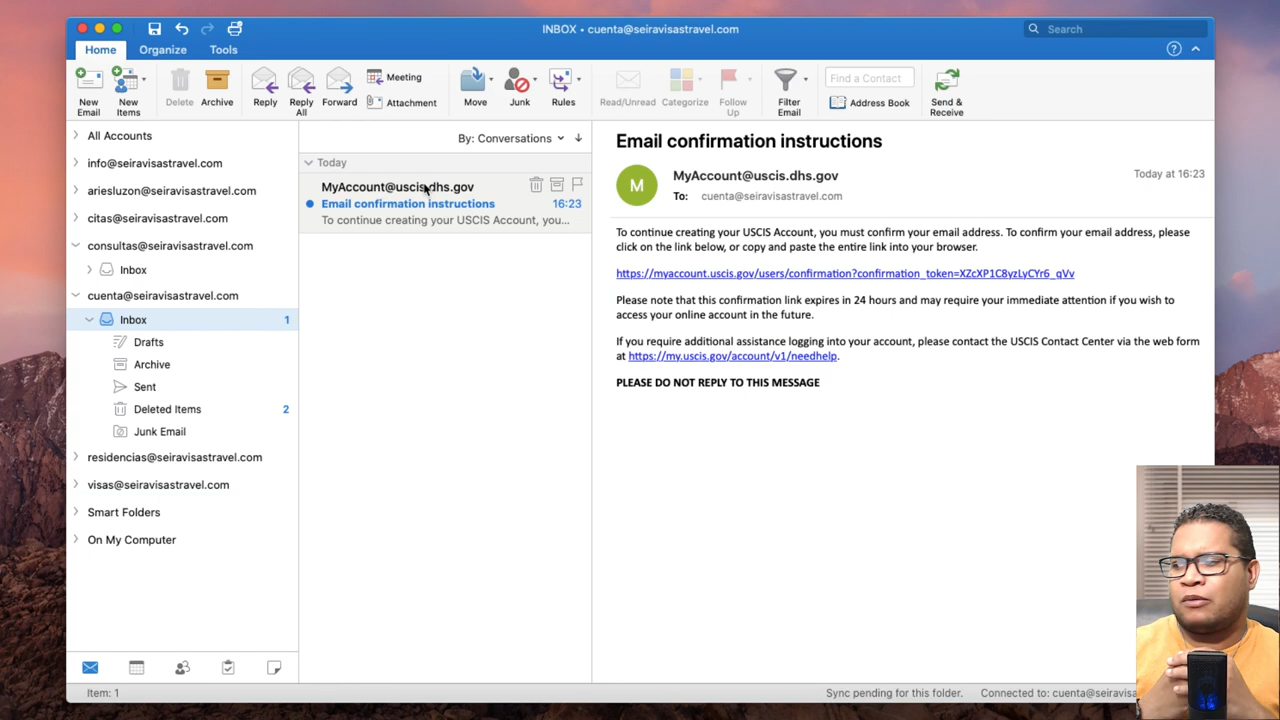 INBOX • cuenta@seiravisastravel.com
Search
Home
Organize
Tools
New Email
New Items
Delete
Archive
Reply
Reply All
Forward
Meeting
Attachment
Move
Junk
Rules
Read/Unread
Categorize
Follow Up
Filter Email
Find a Contact
Address Book
Send & Receive
All Accounts
info@seiravisastravel.com
ariesluzon@seiravisastravel.com
citas@seiravisastravel.com
consultas@seiravisastravel.com
Inbox
cuenta@seiravisastravel.com
Inbox 1
Drafts
Archive
Sent
Deleted Items 2
Junk Email
residencias@seiravisastravel.com
visas@seiravisastravel.com
Smart Folders
On My Computer
By: Conversations
Today
MyAccount@uscis.dhs.gov
Email confirmation instructions 16:23
To continue creating your USCIS Account, you...
Email confirmation instructions
M
MyAccount@uscis.dhs.gov
Today at 16:23
To: cuenta@seiravisastravel.com
To continue creating your USCIS Account, you must confirm your email address. To confirm your email address, please
click on the link below, or copy and paste the entire link into your browser.
https://myaccount.uscis.gov/users/confirmation?confirmation_token=XZcXP1C8yzLyCYr6_qVv
Please note that this confirmation link expires in 24 hours and may require your immediate attention if you wish to
access your online account in the future.
If you require additional assistance logging into your account, please contact the USCIS Contact Center via the web form
at https://my.uscis.gov/account/v1/needhelp.
PLEASE DO NOT REPLY TO THIS MESSAGE
Item: 1
Sync pending for this folder.
Connected to: cuenta@seiravisa